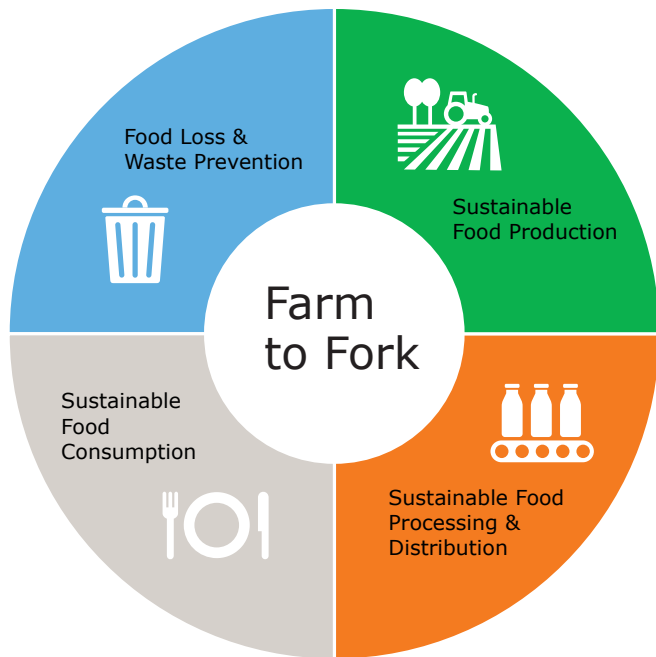 Food Loss &
Waste Prevention
Sustainable
Food Production
Farm
to Fork
Sustainable
Food
Consumption
Sustainable Food
Processing &
Distribution